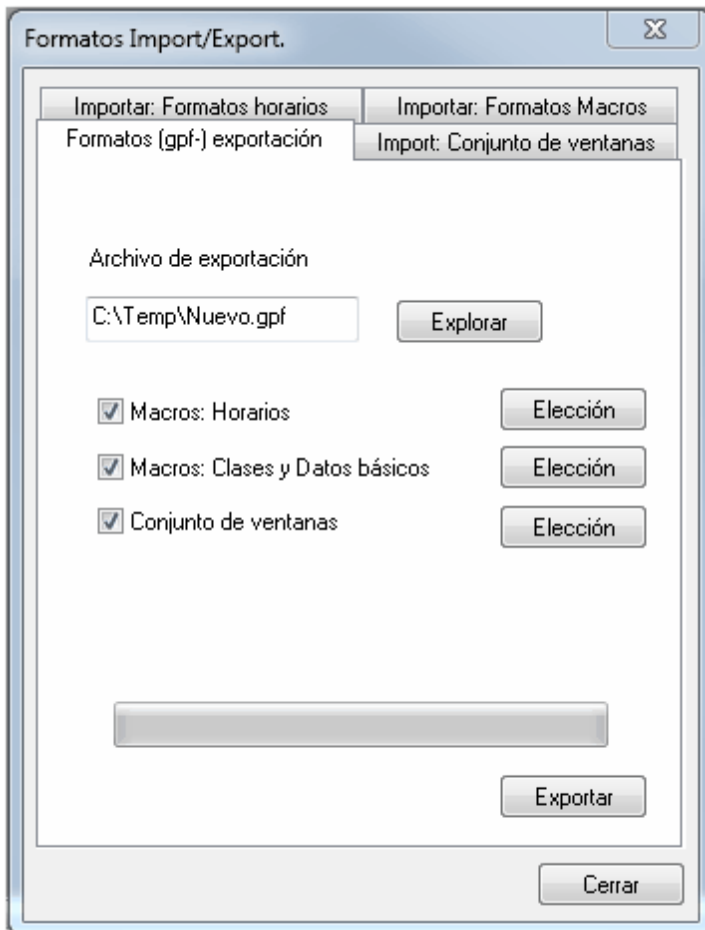 Formatos Import/Export.
Importar: Formatos horarios
Importar: Formatos Macros
Formatos (gpf-) exportación
Import: Conjunto de ventanas
Archivo de exportación
C:\Temp\Nuevo.gpf
Explorar
Macros: Horarios
Elección
Macros: Clases y Datos básicos
Elección
Conjunto de ventanas
Elección
Exportar
Cerrar